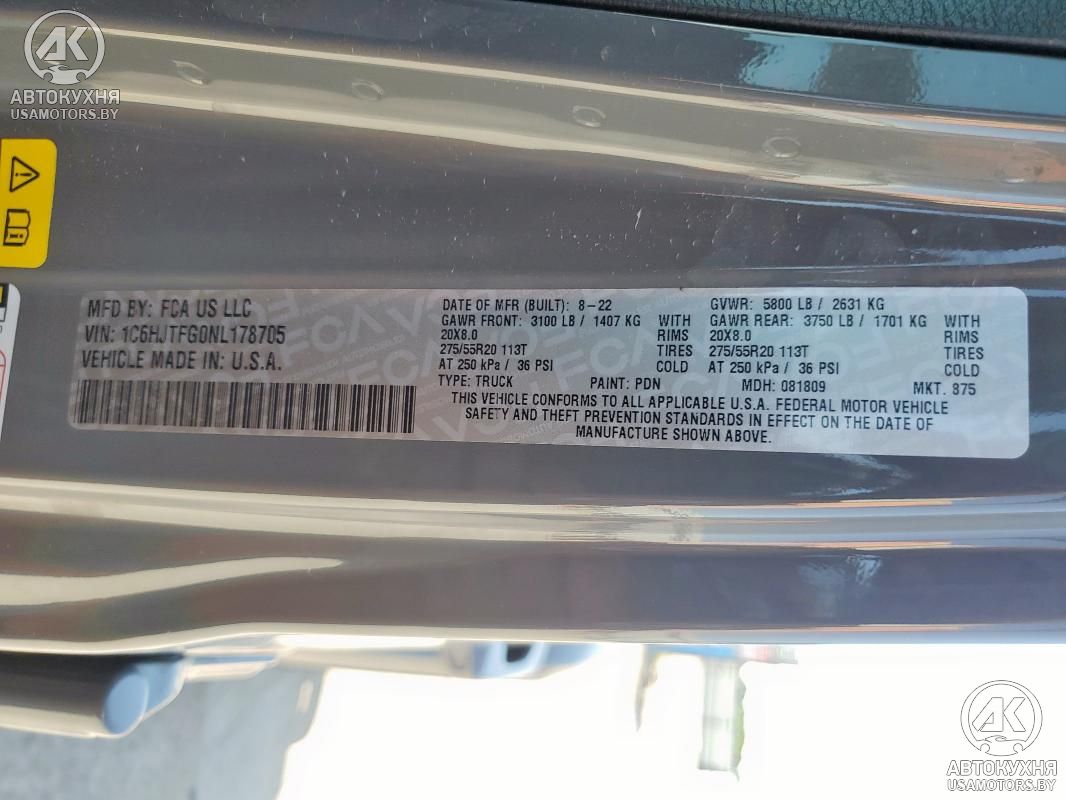 AK
АВТОКУХНЯ
USAMOTORS.BY
MFD BY: FCA US LLC
VIN: 1C6HJTFG0NL178705
VEHICLE MADE IN: U.S.A.
DATE OF MFR (BUILT): 8-22
GAWR FRONT: 3100 LB / 1407 KG WITH
20X8.0 RIMS
275/55R20 113T TIRES
AT 250 kPa / 36 PSI COLD
GVWR: 5800 LB / 2631 KG
GAWR REAR: 3750 LB / 1701 KG WITH
20X8.0 RIMS
275/55R20 113T TIRES
AT 250 kPa / 36 PSI COLD
TYPE: TRUCK PAINT: PDN MDH: 081809 MKT: 875
THIS VEHICLE CONFORMS TO ALL APPLICABLE U.S.A. FEDERAL MOTOR VEHICLE
SAFETY AND THEFT PREVENTION STANDARDS IN EFFECT ON THE DATE OF
MANUFACTURE SHOWN ABOVE.
AK
АВТОКУХНЯ
USAMOTORS.BY